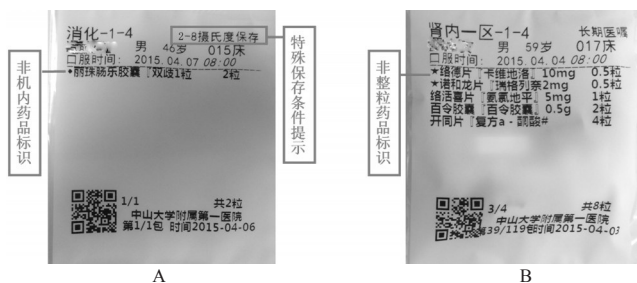 非机内药品标识
消化-1-4
2-8摄氏度保存
男 46岁 015床
口服时间: 2015.04.07 08:00
•丽珠肠乐胶囊『双歧1粒 2粒
1/1 共2粒
中山大学附属第一医院
第1/1包 时间2015-04-06
特殊保存条件提示
A
非整粒药品标识
肾内一区-1-4 长期医嘱
男 59岁 017床
口服时间: 2015.04.04 08:00
★络德片『卡维地洛』10mg 0.5粒
★诺和龙片『瑞格列奈2mg 0.5粒
络活喜片『氨氯地平』5mg 1粒
百令胶囊『百令胶囊』0.5g 2粒
开同片『复方a-酮酸# 4粒
3/4 共8粒
中山大学附属第一医院
第39/119包时间2015-04-03
B